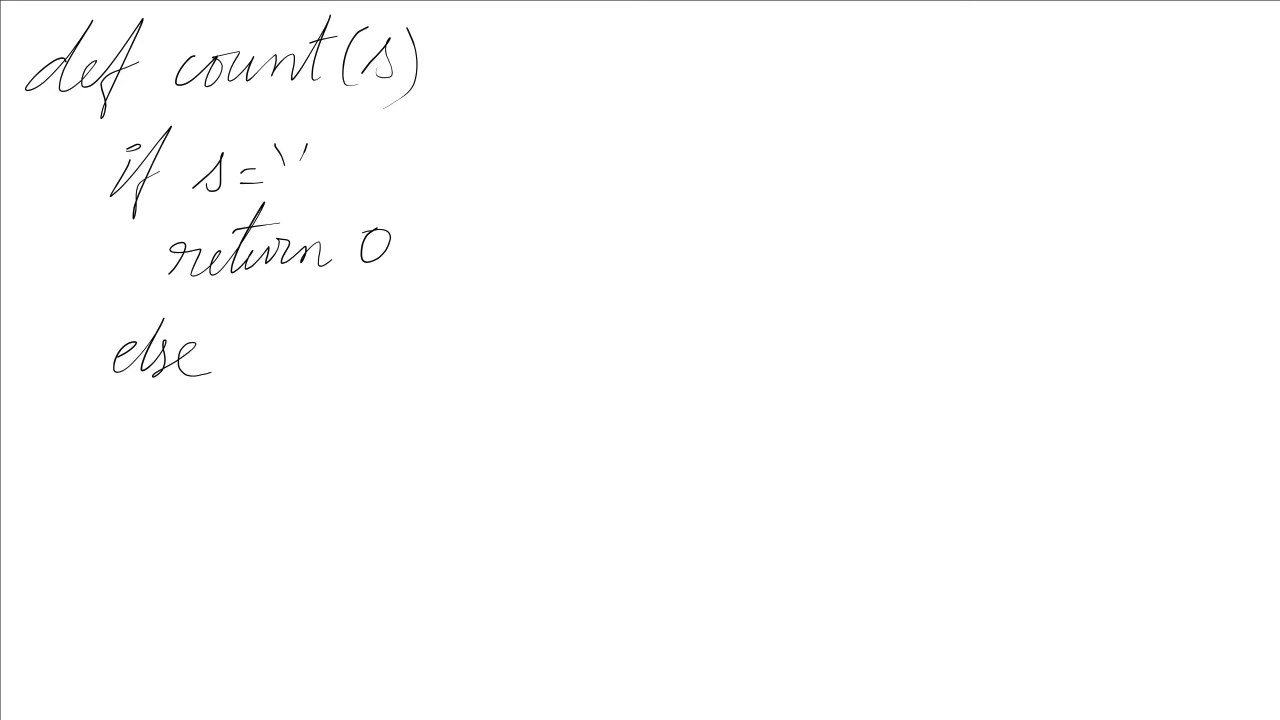 def count(s)
if s=''
return 0
else